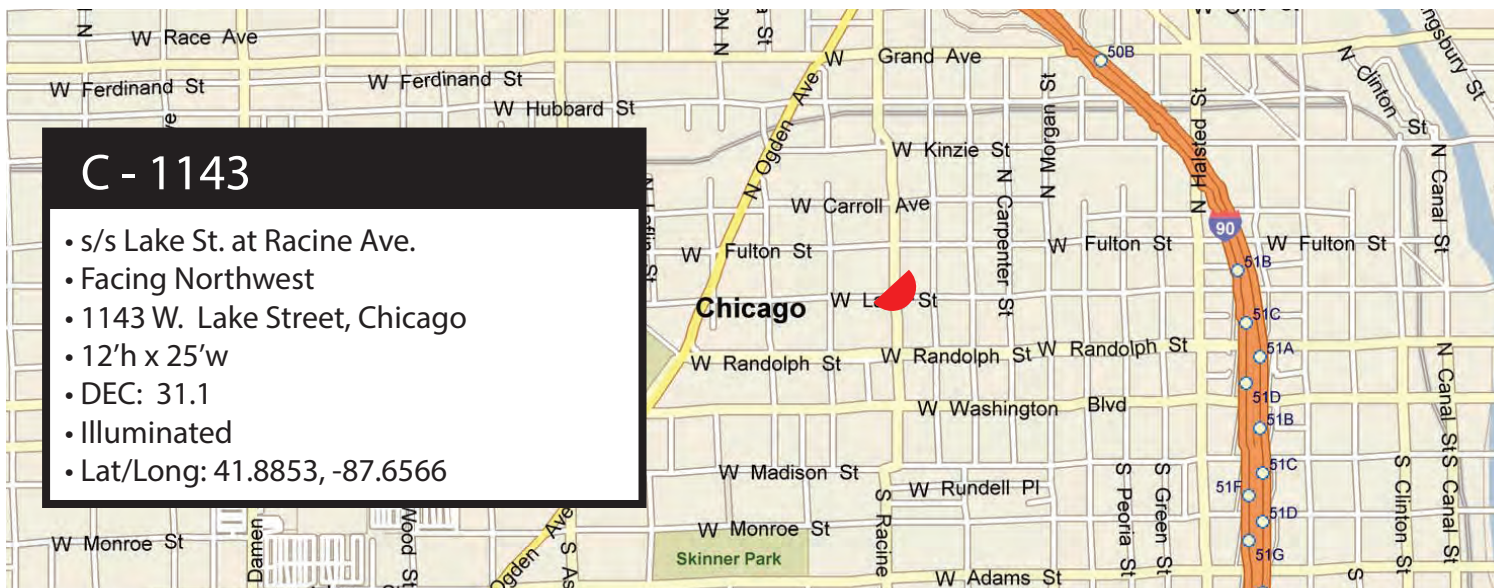 C - 1143
• s/s Lake St. at Racine Ave.
• Facing Northwest
• 1143 W. Lake Street, Chicago
• 12'h x 25'w
• DEC: 31.1
• Illuminated
• Lat/Long: 41.8853, -87.6566
W Race Ave
W Ferdinand St
W Ferdinand St
W Hubbard St
W Grand Ave
50B
N Clinton St
W Kinzie St
N Ogden Ave
N Morgan St
N Halsted St
N Canal St
W Carroll Ave
N Carpenter St
90
W Fulton St
W Fulton St
W Fulton St
51B
Chicago
W St
51C
W Randolph St
W Randolph St
W Randolph St
51A
N Canal St
51D
W Washington Blvd
51B
W Madison St
51C
W Rundell Pl
S Peoria St
S Green St
51F
S Clinton St
S Canal St
S Racine
W Monroe St
W Monroe St
51D
Damen
Wood St
Ogden Ave
Skinner Park
51G
W Adams St